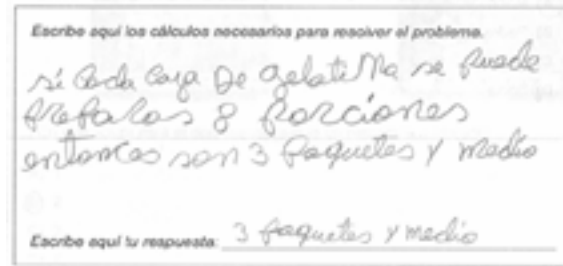 Escribe aquí los cálculos necesarios para resolver el problema.
si Cada Caja De gelatiNa se puede
preparas 8 porciones
entonces son 3 paquetes y medio
Escribe aquí tu respuesta: 3 paquetes y medio